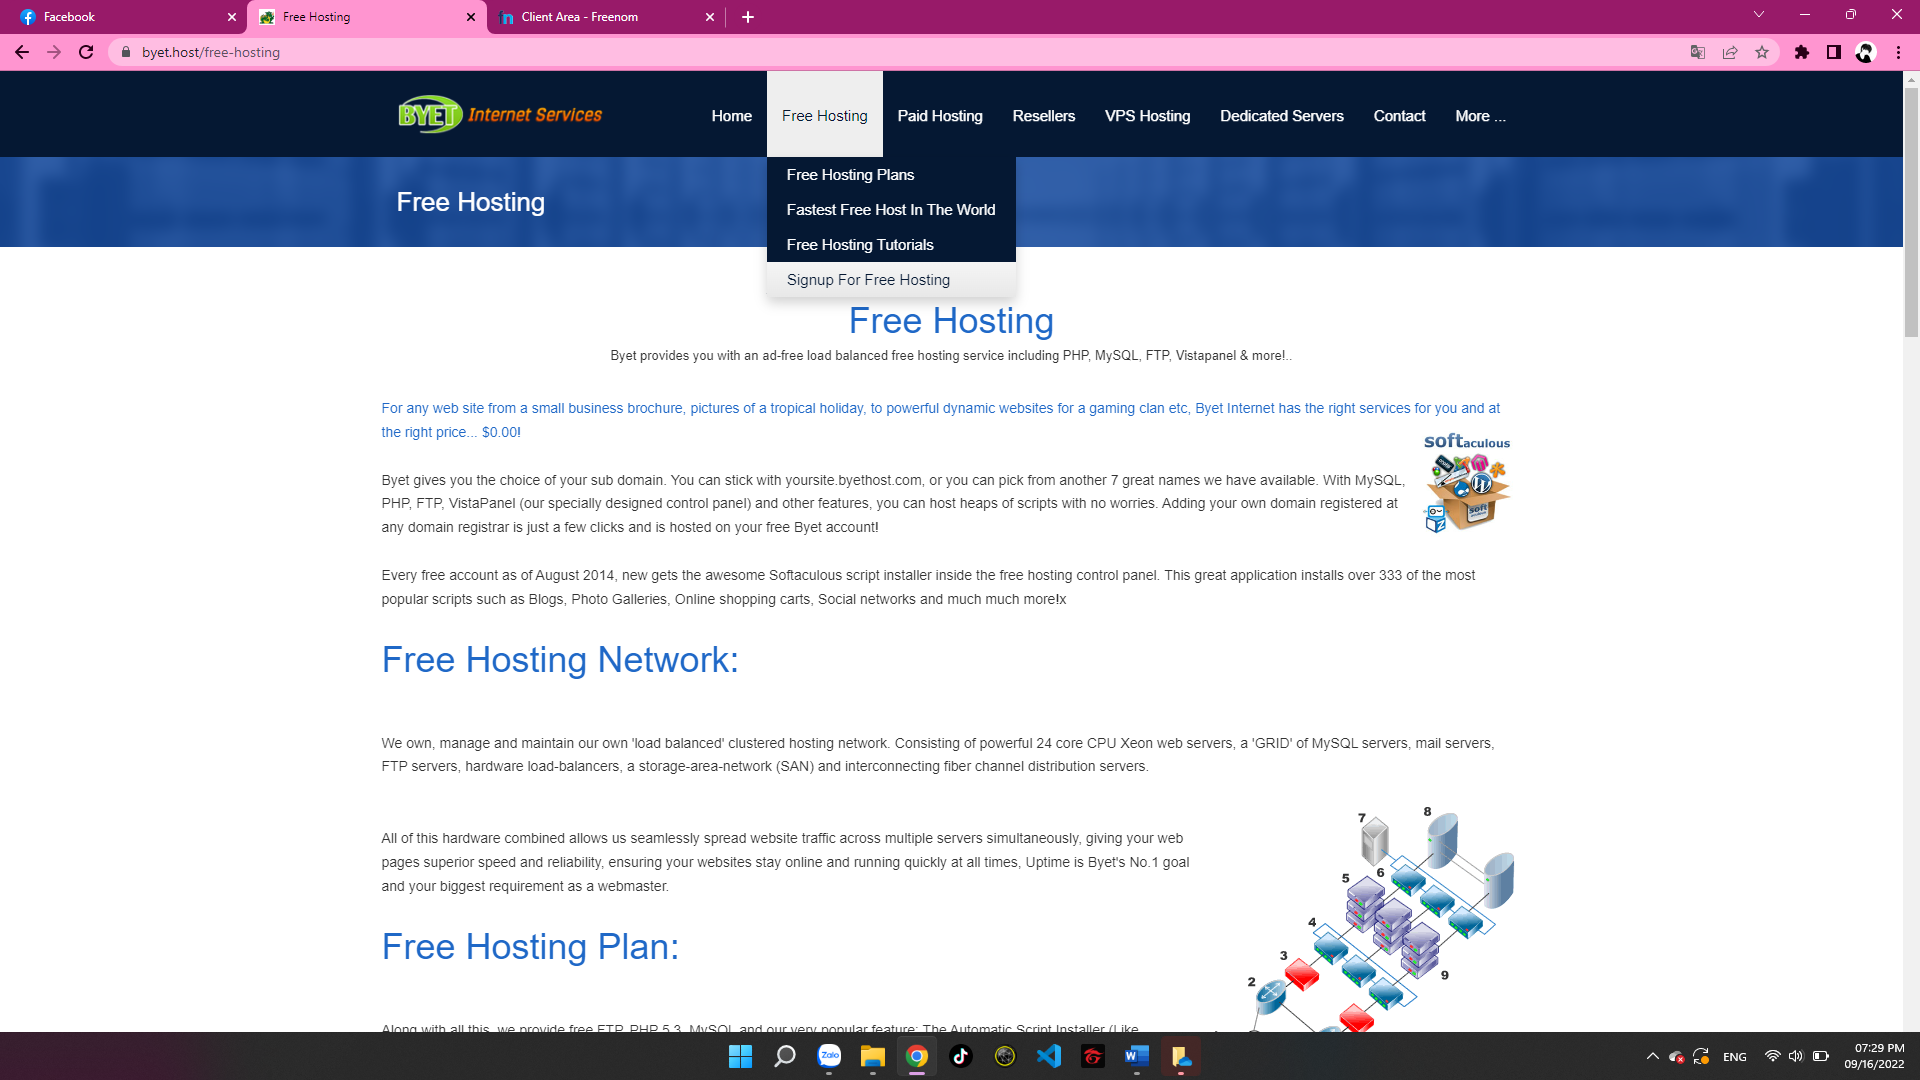 Facebook
Free Hosting
Client Area - Freenom
byet.host/free-hosting
BYET Internet Services
Home
Free Hosting
Paid Hosting
Resellers
VPS Hosting
Dedicated Servers
Contact
More ...
Free Hosting Plans
Fastest Free Host In The World
Free Hosting Tutorials
Signup For Free Hosting
Free Hosting
Free Hosting
Byet provides you with an ad-free load balanced free hosting service including PHP, MySQL, FTP, Vistapanel & more!..
For any web site from a small business brochure, pictures of a tropical holiday, to powerful dynamic websites for a gaming clan etc, Byet Internet has the right services for you and at
the right price... $0.00!
softaculous
soft
Byet gives you the choice of your sub domain. You can stick with yoursite.byethost.com, or you can pick from another 7 great names we have available. With MySQL,
PHP, FTP, VistaPanel (our specially designed control panel) and other features, you can host heaps of scripts with no worries. Adding your own domain registered at
any domain registrar is just a few clicks and is hosted on your free Byet account!
Every free account as of August 2014, new gets the awesome Softaculous script installer inside the free hosting control panel. This great application installs over 333 of the most
popular scripts such as Blogs, Photo Galleries, Online shopping carts, Social networks and much much more!x
Free Hosting Network:
We own, manage and maintain our own 'load balanced' clustered hosting network. Consisting of powerful 24 core CPU Xeon web servers, a 'GRID' of MySQL servers, mail servers,
FTP servers, hardware load-balancers, a storage-area-network (SAN) and interconnecting fiber channel distribution servers.
All of this hardware combined allows us seamlessly spread website traffic across multiple servers simultaneously, giving your web
pages superior speed and reliability, ensuring your websites stay online and running quickly at all times, Uptime is Byet's No.1 goal
and your biggest requirement as a webmaster.
8
7
6
5
4
3
9
2
Free Hosting Plan:
Along with all this, we provide free FTP, PHP 5.3, MySQL and our very popular feature; The Automatic Script Installer (Like
Zalo
ENG
07:29 PM
09/16/2022